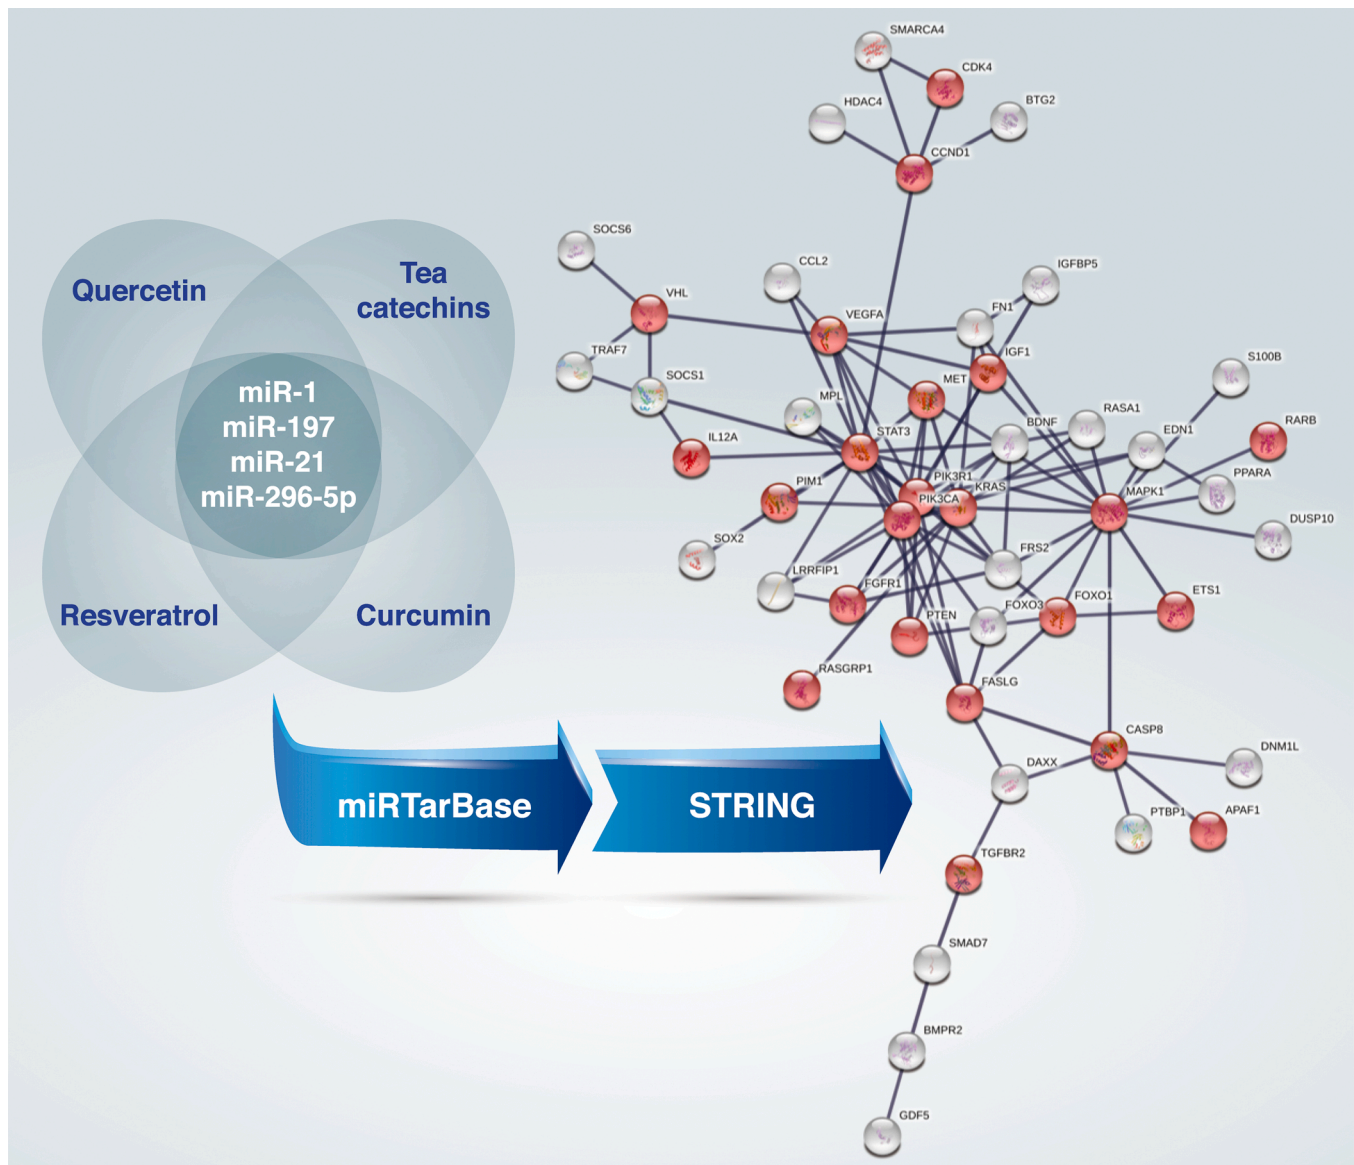 Quercetin
Tea
catechins
miR-1
miR-197
miR-21
miR-296-5p
Resveratrol
Curcumin
miRTarBase
STRING
SMARCA4
CDK4
HDAC4
BTG2
CCND1
SOCS6
CCL2
IGFBP5
VHL
VEGFA
FN1
TRAF7
IGF1
S100B
SOCS1
MET
MPL
BDNF
RASA1
EDN1
RARB
IL12A
STAT3
PPARA
PIM1
PIK3R1
KRAS
MAPK1
PIK3CA
DUSP10
SOX2
LRRFIP1
FRS2
FGFR1
FOXO3
FOXO1
ETS1
PTEN
RASGRP1
FASLG
CASP8
DAXX
DNM1L
PTBP1
APAF1
TGFBR2
SMAD7
BMPR2
GDF5